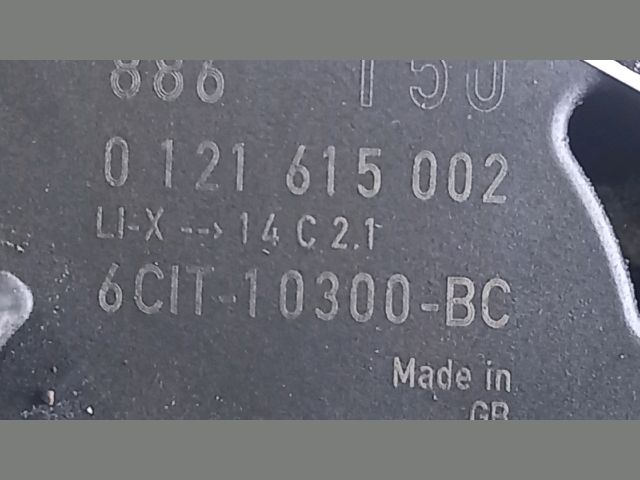 886 150
0 121 615 002
LI-X --> 14 C 2.1
6C1T-10300-BC
Made in
GB